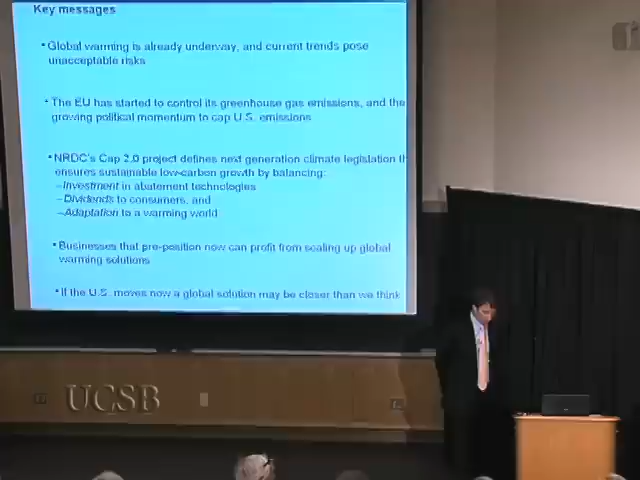 Key messages
• Global warming is already underway, and current trends pose
unacceptable risks
• The EU has started to control its greenhouse gas emissions, and the
growing political momentum to cap U.S. emissions
• NRDC's Cap 2.0 project defines next generation climate legislation th
ensures sustainable low-carbon growth by balancing:
–Investment in abatement technologies
–Dividends to consumers, and
–Adaptation to a warming world
• Businesses that pre-position now can profit from scaling up global
warming solutions
• If the U.S. moves now a global solution may be closer than we think
UCSB